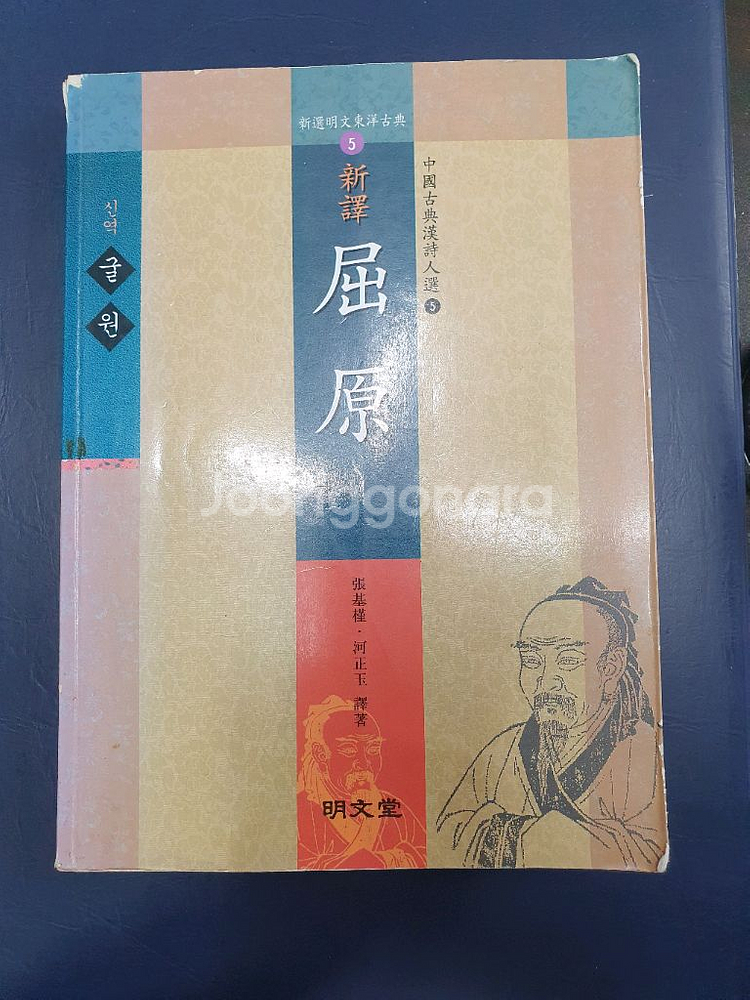 新選明文東洋古典
5
新譯
屈原
中國古典漢詩人選 5
신역
굴원
張基槿·河正玉 譯著
明文堂
Joonggonara